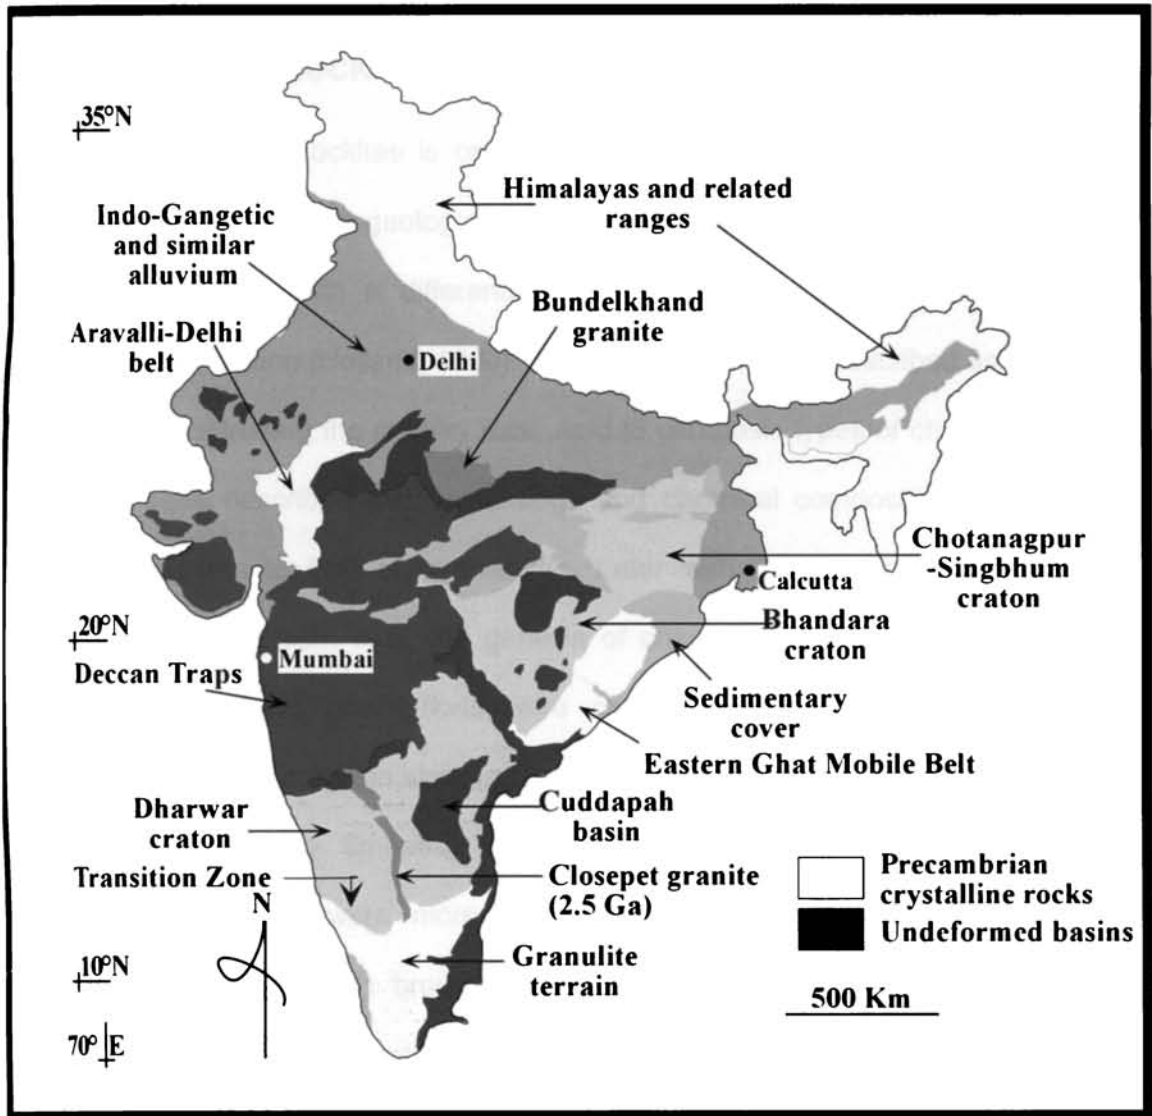 35°N
Himalayas and related
ranges
Indo-Gangetic
and similar
alluvium
Bundelkhand
granite
Aravalli-Delhi
belt
Delhi
Chotanagpur
-Singbhum
craton
Calcutta
20°N
Bhandara
craton
Mumbai
Deccan Traps
Sedimentary
cover
Eastern Ghat Mobile Belt
Dharwar
craton
Cuddapah
basin
Transition Zone
Closepet granite
(2.5 Ga)
Precambrian
crystalline rocks
Undeformed basins
N
Granulite
terrain
10°N
500 Km
70° E